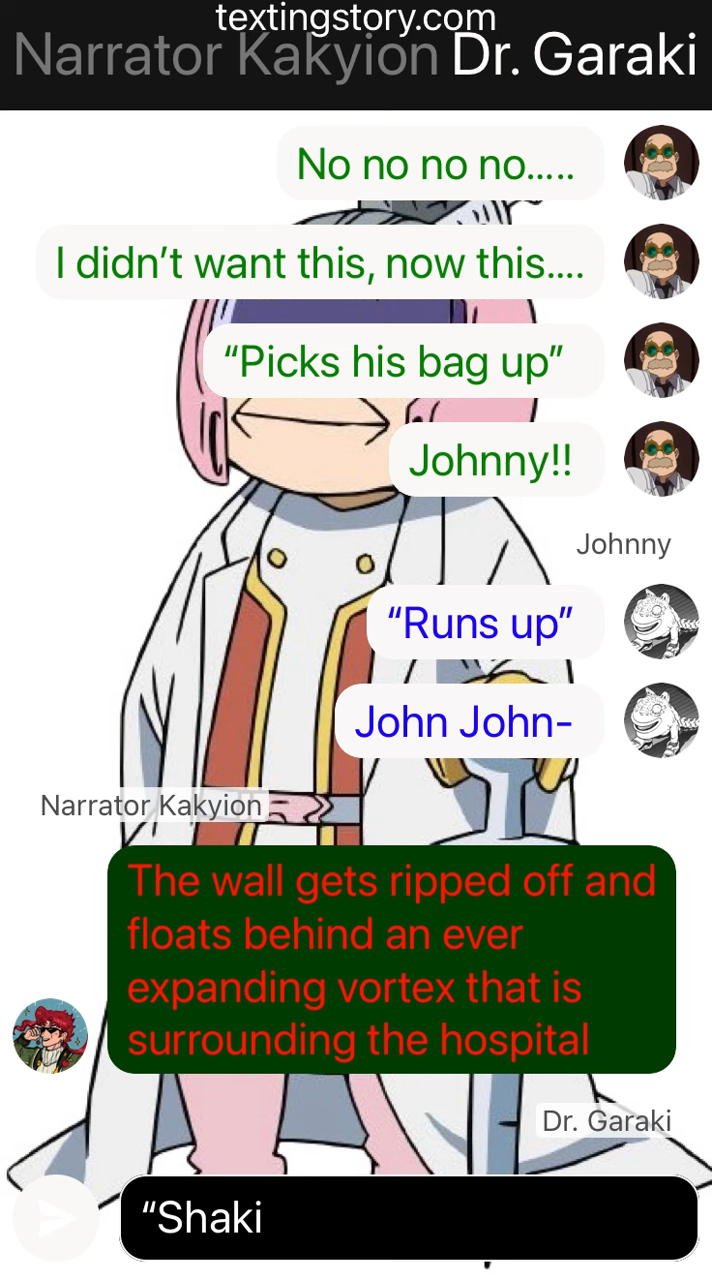 textingstory.com
Narrator Kakyion Dr. Garaki
No no no no.....
I didn’t want this, now this....
“Picks his bag up”
Johnny!!
Johnny
“Runs up”
John John-
Narrator Kakyion
The wall gets ripped off and
floats behind an ever
expanding vortex that is
surrounding the hospital
Dr. Garaki
“Shaki